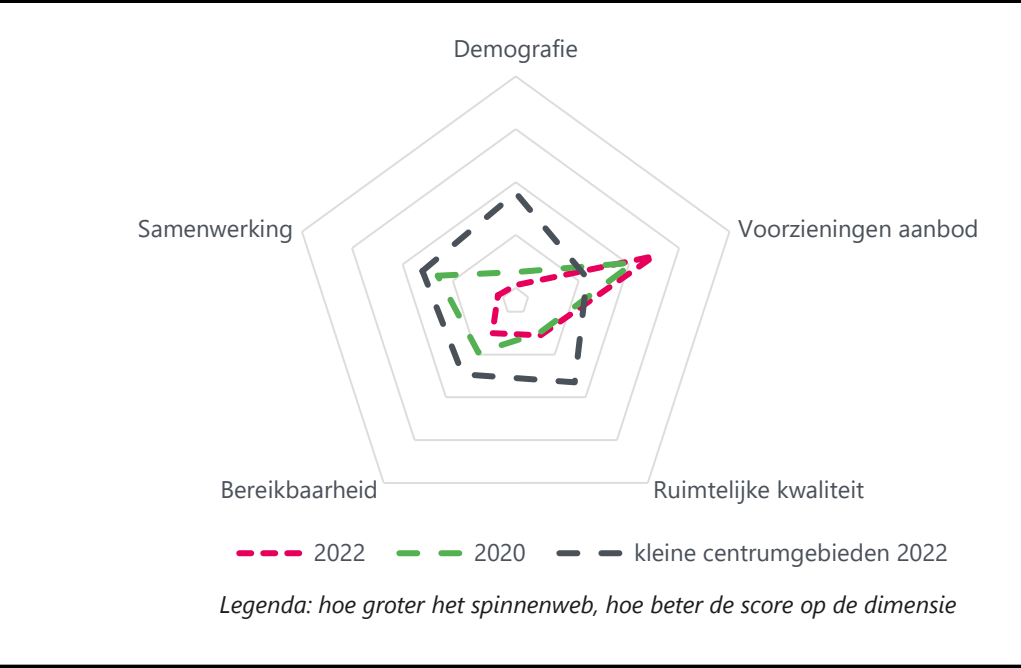 Demografie
Samenwerking
Voorzieningen aanbod
Bereikbaarheid
Ruimtelijke kwaliteit
2022 2020 kleine centrumgebieden 2022
Legenda: hoe groter het spinnenweb, hoe beter de score op de dimensie